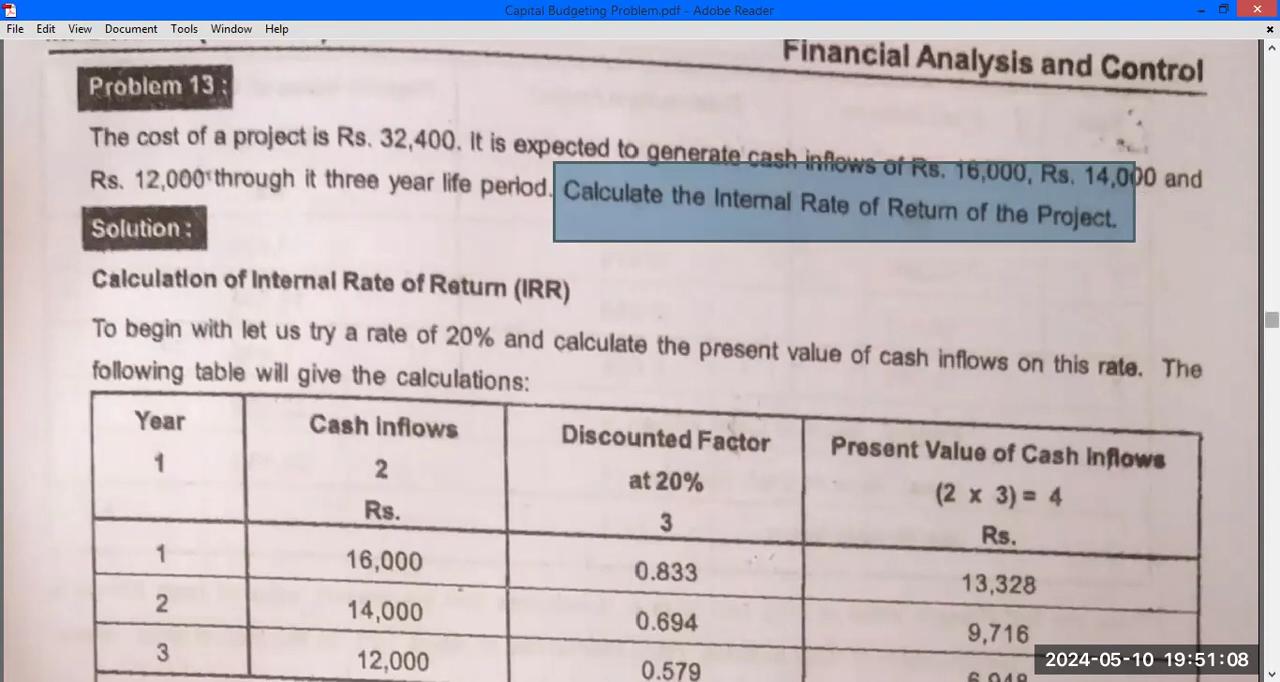 Capital Budgeting Problem.pdf - Adobe Reader
File Edit View Document Tools Window Help
Financial Analysis and Control
Problem 13 :
The cost of a project is Rs. 32,400. It is expected to generate cash inflows of Rs. 16,000, Rs. 14,000 and
Rs. 12,000 through it three year life period. Calculate the Internal Rate of Return of the Project.
Solution :
Calculation of Internal Rate of Return (IRR)
To begin with let us try a rate of 20% and calculate the present value of cash inflows on this rate. The
following table will give the calculations:
Year Cash inflows Discounted Factor Present Value of Cash Inflows
1 2 at 20% (2 x 3) = 4
Rs. 3 Rs.
1 16,000 0.833 13,328
2 14,000 0.694 9,716
3 12,000 0.579
2024-05-10 19:51:08